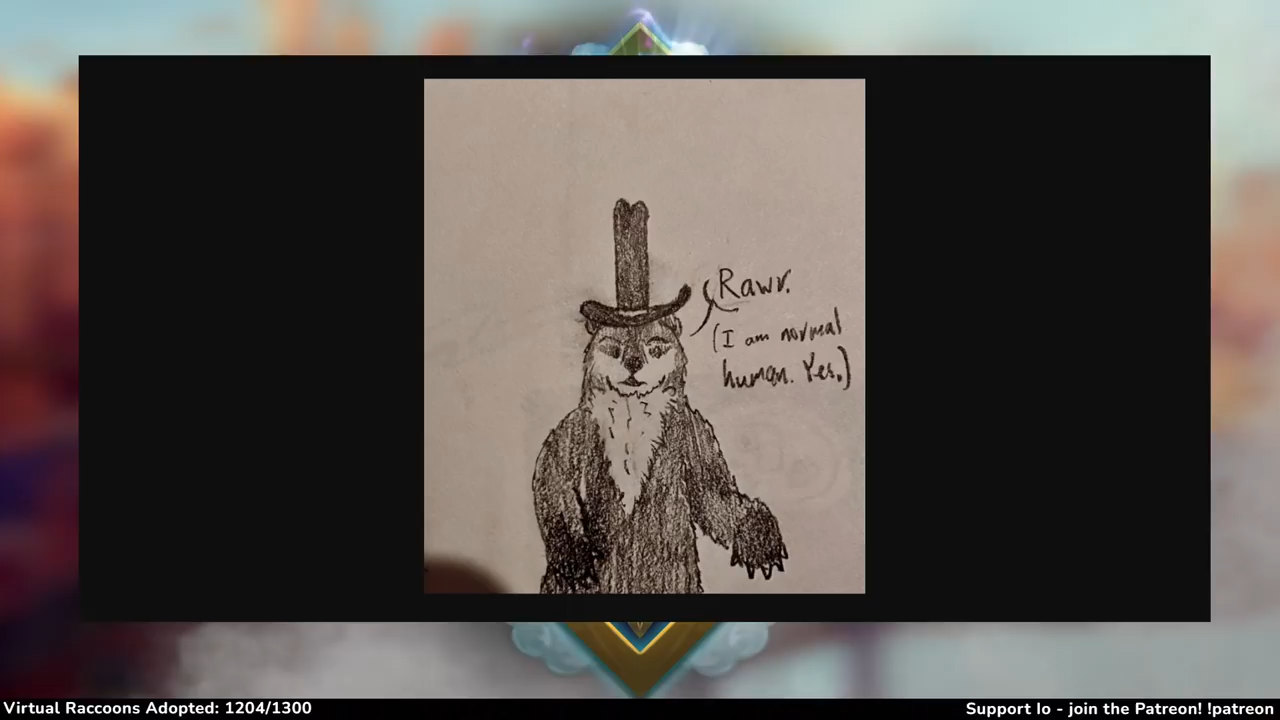 Rawr.
(I am normal
human. Yes.)
Virtual Raccoons Adopted: 1204/1300
Support Io - join the Patreon! !patreon